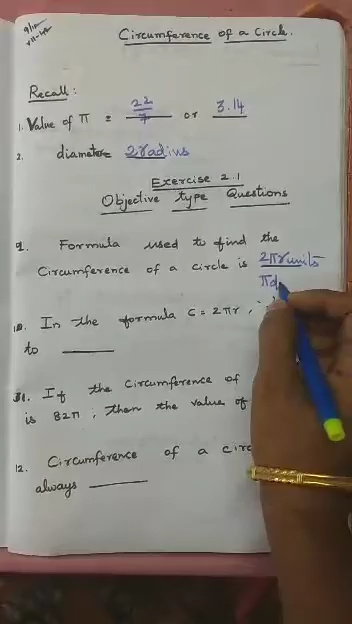 Circumference of a Circle.
Recall:
1. Value of π = 22/7 or 3.14
2. diameter= 2radius
Exercise 2.1
Objective type Questions
9. Formula used to find the
Circumference of a circle is 2πr units
πd
10. In the formula C = 2πr,
to ______
11. If the circumference of
is 82π, then the value of
12. Circumference of a circ
always ______